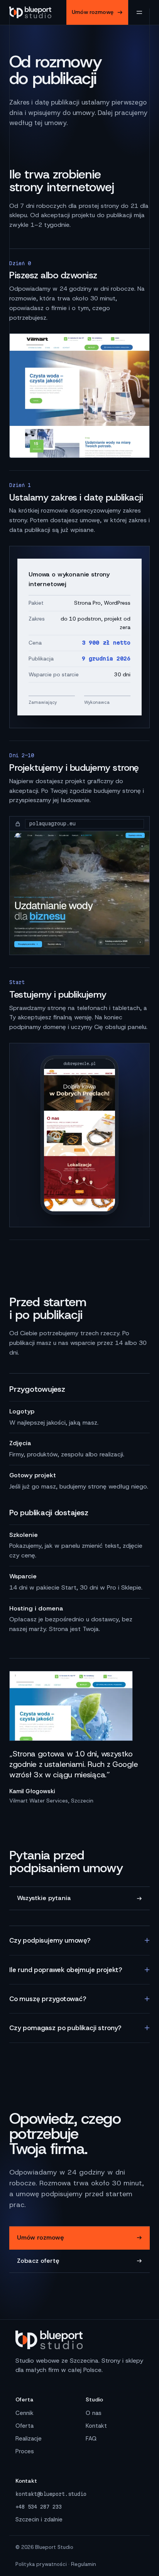 blueport studio
Umów rozmowę →
Od rozmowy
do publikacji
Zakres i datę publikacji ustalamy pierwszego
dnia i wpisujemy do umowy. Dalej pracujemy
według tej umowy.
Ile trwa zrobienie
strony internetowej
Od 7 dni roboczych dla prostej strony do 21 dla
sklepu. Od akceptacji projektu do publikacji mija
zwykle 1–2 tygodnie.
Dzień 0
Piszesz albo dzwonisz
Odpowiadamy w 24 godziny w dni robocze. Na
rozmowie, która trwa około 30 minut,
opowiadasz o firmie i o tym, czego
potrzebujesz.
Vilmart
Czysta woda –
czysta jakość!
Uzdatnianie wody na
Dzień 1
Ustalamy zakres i datę publikacji
Na krótkiej rozmowie doprecyzowujemy zakres
strony. Potem dostajesz umowę, w której zakres i
data publikacji są już wpisane.
Umowa o wykonanie strony
internetowej
Pakiet Strona Pro, WordPress
Zakres do 10 podstron, projekt od
zera
Cena 3 900 zł netto
Publikacja 9 grudnia 2026
Wsparcie po starcie 30 dni
Zamawiający Wykonawca
Dni 2–10
Projektujemy i budujemy stronę
Najpierw dostajesz projekt graficzny do
akceptacji. Po Twojej zgodzie budujemy stronę i
przypisujemy jej działanie.
polaquagroup.eu
Uzdatnianie wody
dla biznesu
Start
Testujemy i publikujemy
Sprawdzamy stronę na telefonach i tabletach, a
Ty akceptujesz finalną wersję. Na koniec
podpinamy domenę i uczymy Cię obsługi panelu.
dobreprecle.pl
Dobre słowa
w Dobrych Preclach!
O nas
Lokalizacje
Przed startem
i po publikacji
Od Ciebie potrzebujemy trzech rzeczy. Po
publikacji masz u nas wsparcie przez 14 albo 30
dni.
Przygotowujesz
Logotyp
W najlepszej jakości, jaką masz.
Zdjęcia
Firmy, produktów, zespołu albo realizacji.
Gotowy projekt
Jeśli już go masz, budujemy stronę według niego.
Po publikacji dostajesz
Szkolenie
Pokazujemy, jak w panelu zmienić tekst, zdjęcie
czy cenę.
Wsparcie
14 dni w pakiecie Start, 30 dni w Pro i Sklepie.
Hosting i domena
Opłacasz je bezpośrednio u dostawcy, bez
naszej marży. Strona jest Twoja.
Czysta woda –
czysta jakość!
„Strona gotowa w 10 dni, wszystko
zgodnie z ustaleniami. Ruch z Google
wzrósł 3x w ciągu miesiąca."
Kamil Głogowski
Vilmart Water Services, Szczecin
Pytania przed
podpisaniem umowy
Wszystkie pytania →
Czy podpisujemy umowę? +
Ile rund poprawek obejmuje projekt? +
Co muszę przygotować? +
Czy pomagasz po publikacji strony? +
Opowiedz, czego
potrzebuje
Twoja firma.
Odpowiadamy w 24 godziny w dni
robocze. Rozmowa trwa około 30 minut,
a umowę podpisujemy przed startem
prac.
Umów rozmowę →
Zobacz ofertę →
blueport studio
Studio webowe ze Szczecina. Strony i sklepy
dla małych firm w całej Polsce.
Oferta Studio
Cennik O nas
Oferta Kontakt
Realizacje FAQ
Proces
Kontakt
kontakt@blueport.studio
+48 534 287 233
Szczecin i zdalnie
© 2026 Blueport Studio
Polityka prywatności Regulamin